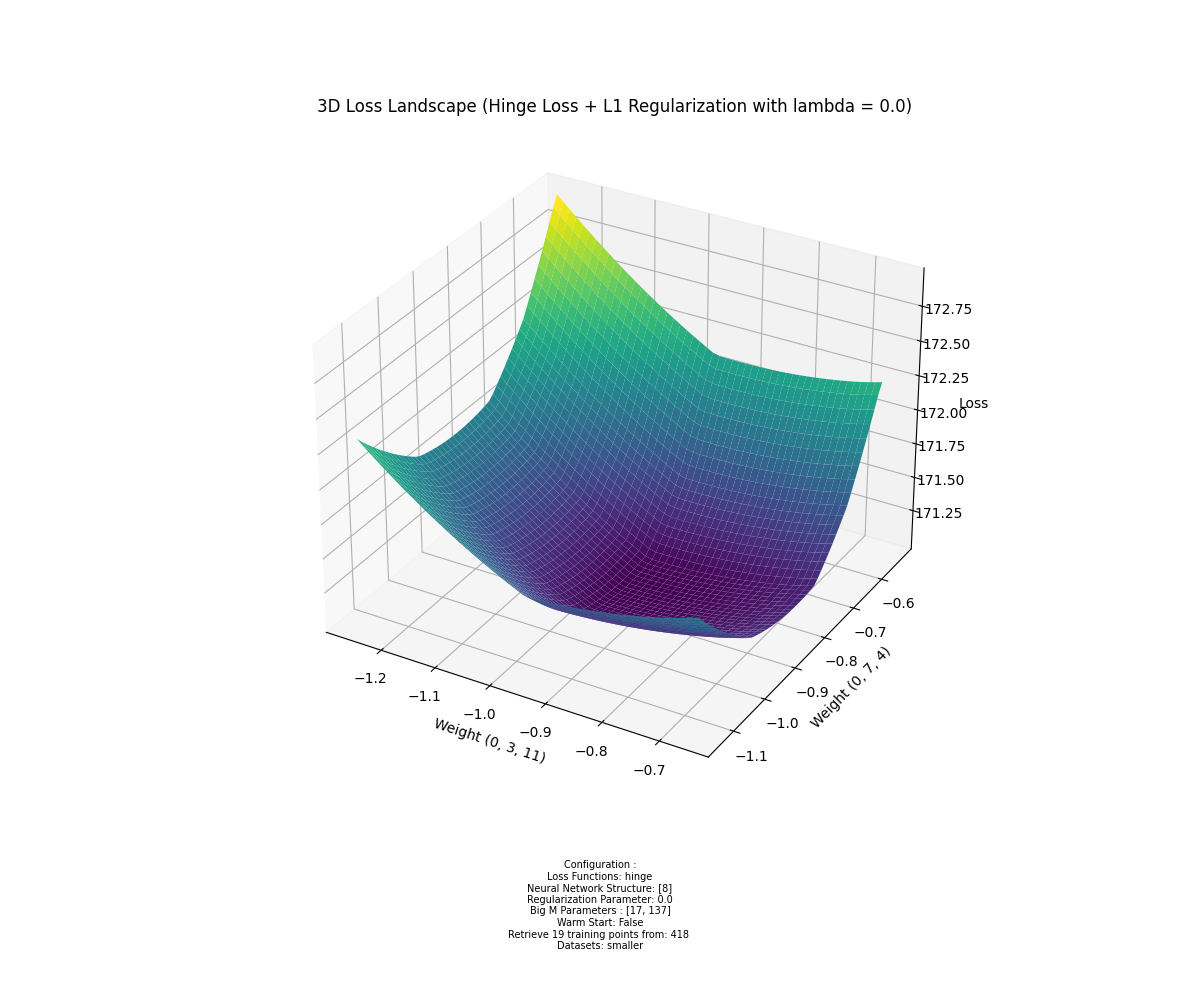 3D Loss Landscape (Hinge Loss + L1 Regularization with lambda = 0.0)
172.75
172.50
172.25
172.00
171.75
171.50
171.25
Loss
−0.6
−0.7
−0.8
−0.9
−1.0
−1.1
Weight (0, 7, 4)
−1.2
−1.1
−1.0
−0.9
−0.8
−0.7
Weight (0, 3, 11)
Configuration :
Loss Functions: hinge
Neural Network Structure: [8]
Regularization Parameter: 0.0
Big M Parameters : [17, 137]
Warm Start: False
Retrieve 19 training points from: 418
Datasets: smaller